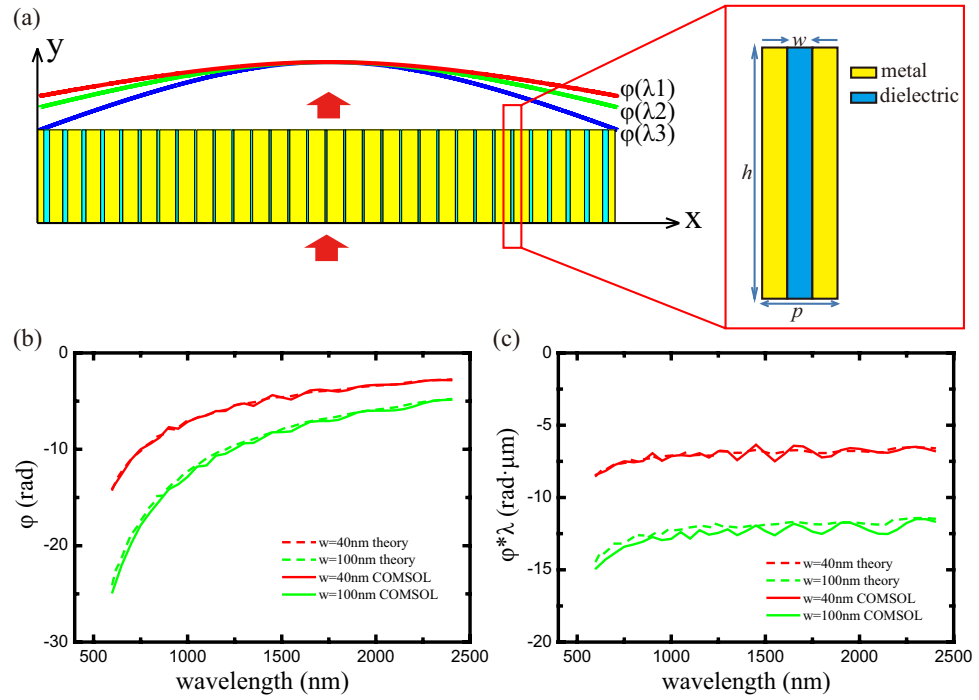 (a)
y
φ(λ1)
φ(λ2)
φ(λ3)
x
w
h
p
metal
dielectric
(b)
0
-10
-20
-30
φ (rad)
w=40nm theory
w=100nm theory
w=40nm COMSOL
w=100nm COMSOL
500 1000 1500 2000 2500
wavelength (nm)
(c)
0
-5
-10
-15
-20
φ*λ (rad·μm)
w=40nm theory
w=100nm theory
w=40nm COMSOL
w=100nm COMSOL
500 1000 1500 2000 2500
wavelength (nm)